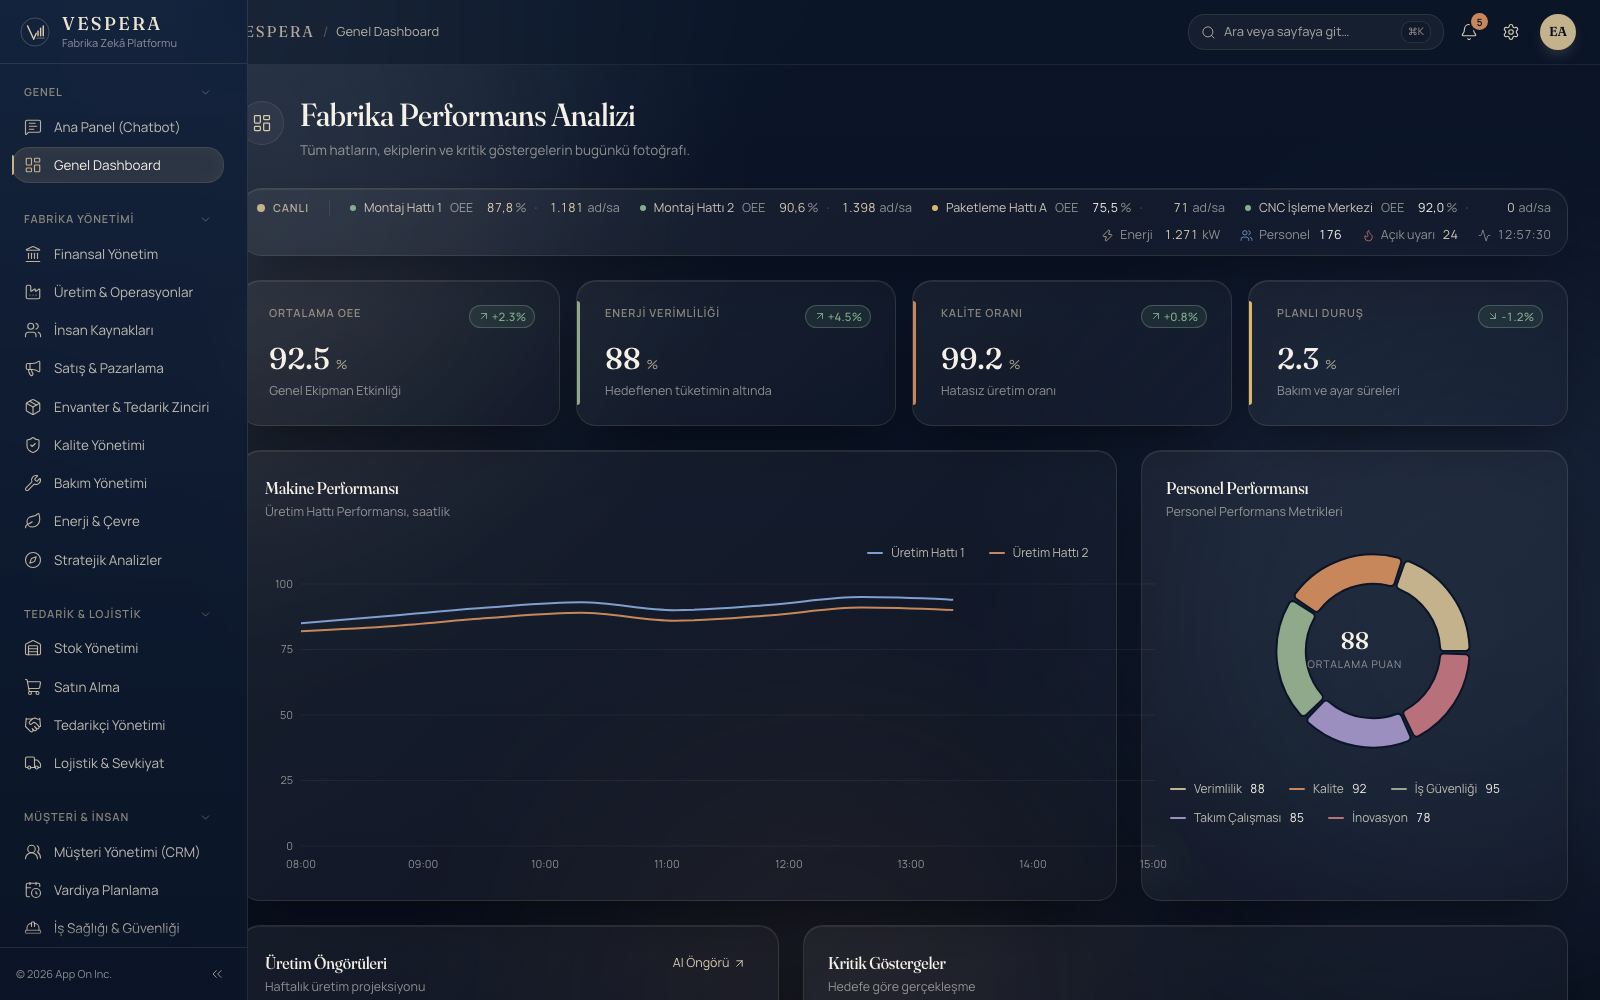 VESPERA
Fabrika Zekâ Platformu
GENEL
Ana Panel (Chatbot)
Genel Dashboard
FABRİKA YÖNETİMİ
Finansal Yönetim
Üretim & Operasyonlar
İnsan Kaynakları
Satış & Pazarlama
Envanter & Tedarik Zinciri
Kalite Yönetimi
Bakım Yönetimi
Enerji & Çevre
Stratejik Analizler
TEDARİK & LOJİSTİK
Stok Yönetimi
Satın Alma
Tedarikçi Yönetimi
Lojistik & Sevkiyat
MÜŞTERİ & İNSAN
Müşteri Yönetimi (CRM)
Vardiya Planlama
İş Sağlığı & Güvenliği
© 2026 App On Inc.
ESPERA / Genel Dashboard
Ara veya sayfaya git... ⌘K
5
EA
Fabrika Performans Analizi
Tüm hatların, ekiplerin ve kritik göstergelerin bugünkü fotoğrafı.
CANLI Montaj Hattı 1 OEE 87,8 % · 1.181 ad/sa Montaj Hattı 2 OEE 90,6 % · 1.398 ad/sa Paketleme Hattı A OEE 75,5 % · 71 ad/sa CNC İşleme Merkezi OEE 92,0 % · 0 ad/sa
Enerji 1.271 kW Personel 176 Açık uyarı 24 12:57:30
ORTALAMA OEE +2.3%
92.5 %
Genel Ekipman Etkinliği
ENERJİ VERİMLİLİĞİ +4.5%
88 %
Hedeflenen tüketimin altında
KALİTE ORANI +0.8%
99.2 %
Hatasız üretim oranı
PLANLI DURUŞ -1.2%
2.3 %
Bakım ve ayar süreleri
Makine Performansı
Üretim Hattı Performansı, saatlik
Üretim Hattı 1 Üretim Hattı 2
100
75
50
25
0
08:00 09:00 10:00 11:00 12:00 13:00 14:00 15:00
Personel Performansı
Personel Performans Metrikleri
88
ORTALAMA PUAN
Verimlilik 88 Kalite 92 İş Güvenliği 95
Takım Çalışması 85 İnovasyon 78
Üretim Öngörüleri
AI Öngörü
Haftalık üretim projeksiyonu
Kritik Göstergeler
Hedefe göre gerçekleşme